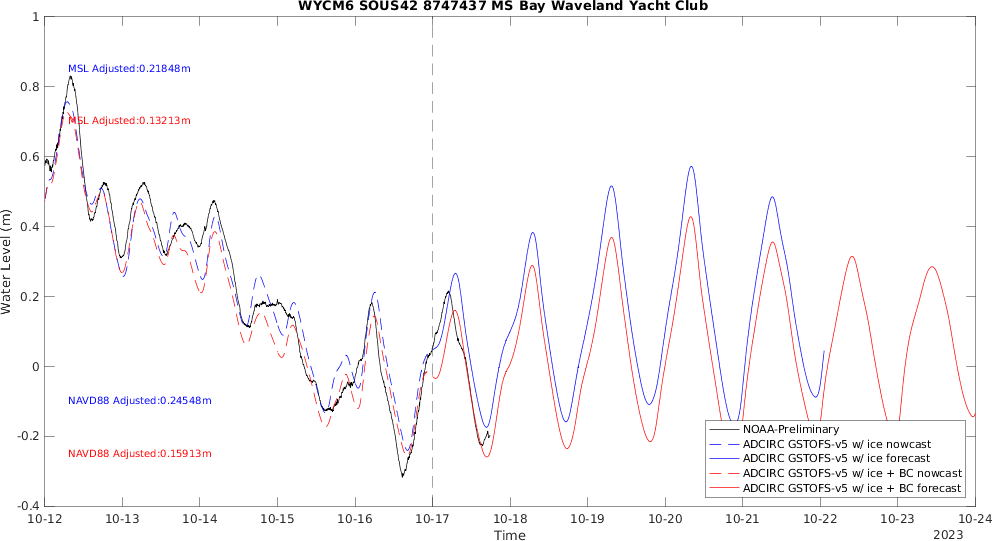 WYCM6 SOUS42 8747437 MS Bay Waveland Yacht Club
1
0.8
0.6
0.4
0.2
0
-0.2
-0.4
Water Level (m)
MSL Adjusted:0.21848m
MSL Adjusted:0.13213m
NAVD88 Adjusted:0.24548m
NAVD88 Adjusted:0.15913m
NOAA-Preliminary
ADCIRC GSTOFS-v5 w/ ice nowcast
ADCIRC GSTOFS-v5 w/ ice forecast
ADCIRC GSTOFS-v5 w/ ice + BC nowcast
ADCIRC GSTOFS-v5 w/ ice + BC forecast
10-12 10-13 10-14 10-15 10-16 10-17 10-18 10-19 10-20 10-21 10-22 10-23 10-24
Time
2023